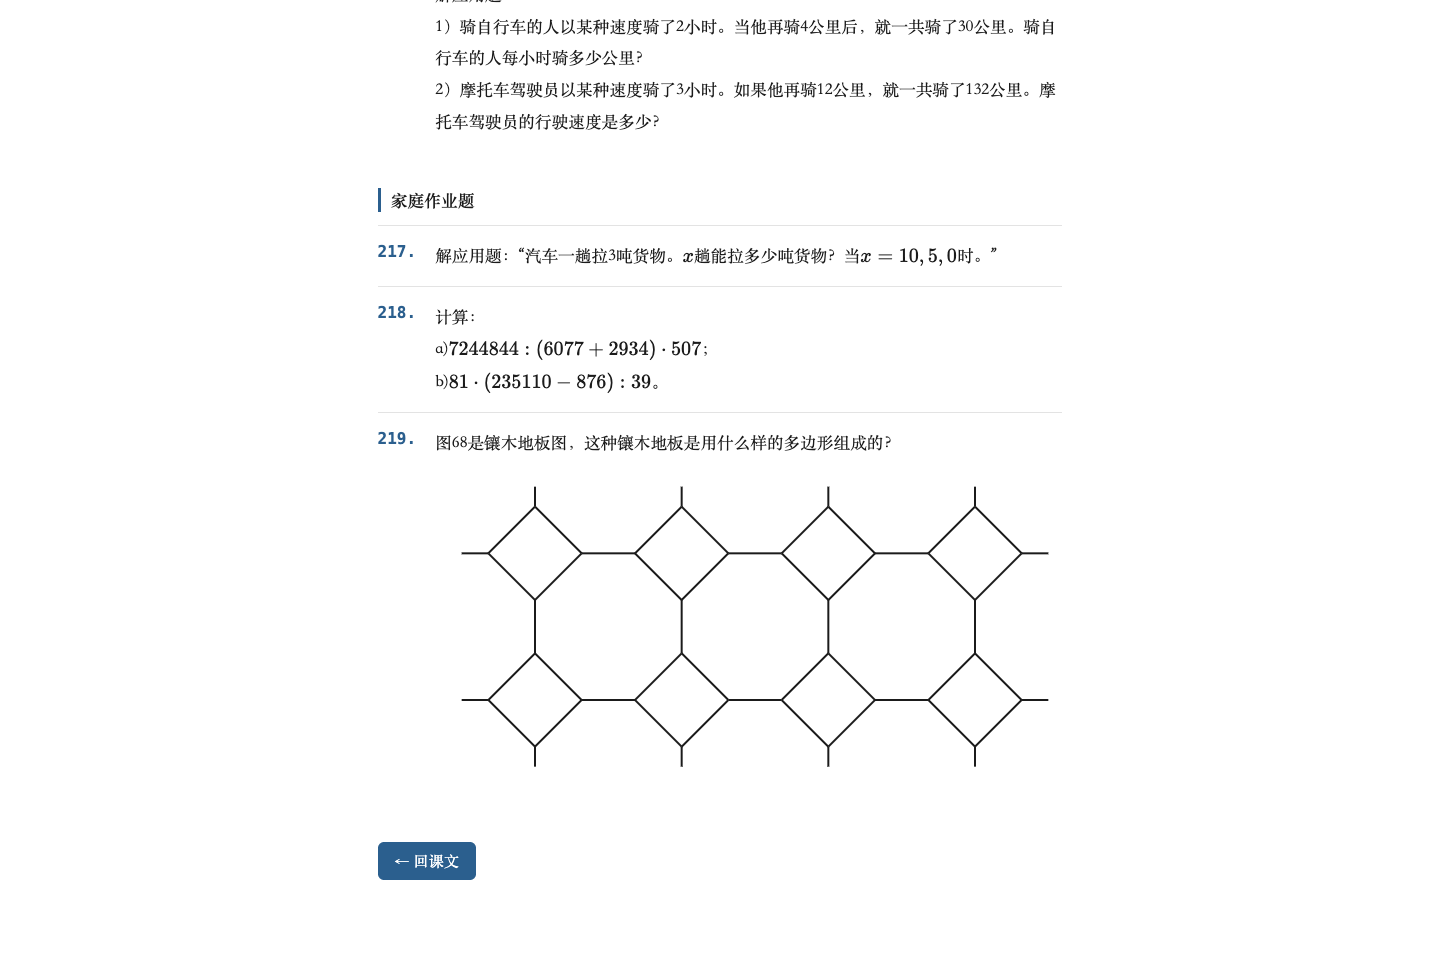 1）骑自行车的人以某种速度骑了2小时。当他再骑4公里后，就一共骑了30公里。骑自
行车的人每小时骑多少公里？
2）摩托车驾驶员以某种速度骑了3小时。如果他再骑12公里，就一共骑了132公里。摩
托车驾驶员的行驶速度是多少？
家庭作业题
217. 解应用题：“汽车一趟拉3吨货物。x趟能拉多少吨货物？当x = 10, 5, 0时。”
218. 计算：
a)7244844 : (6077 + 2934) · 507；
b)81 · (235110 − 876) : 39。
219. 图68是镶木地板图，这种镶木地板是用什么样的多边形组成的？
← 回课文